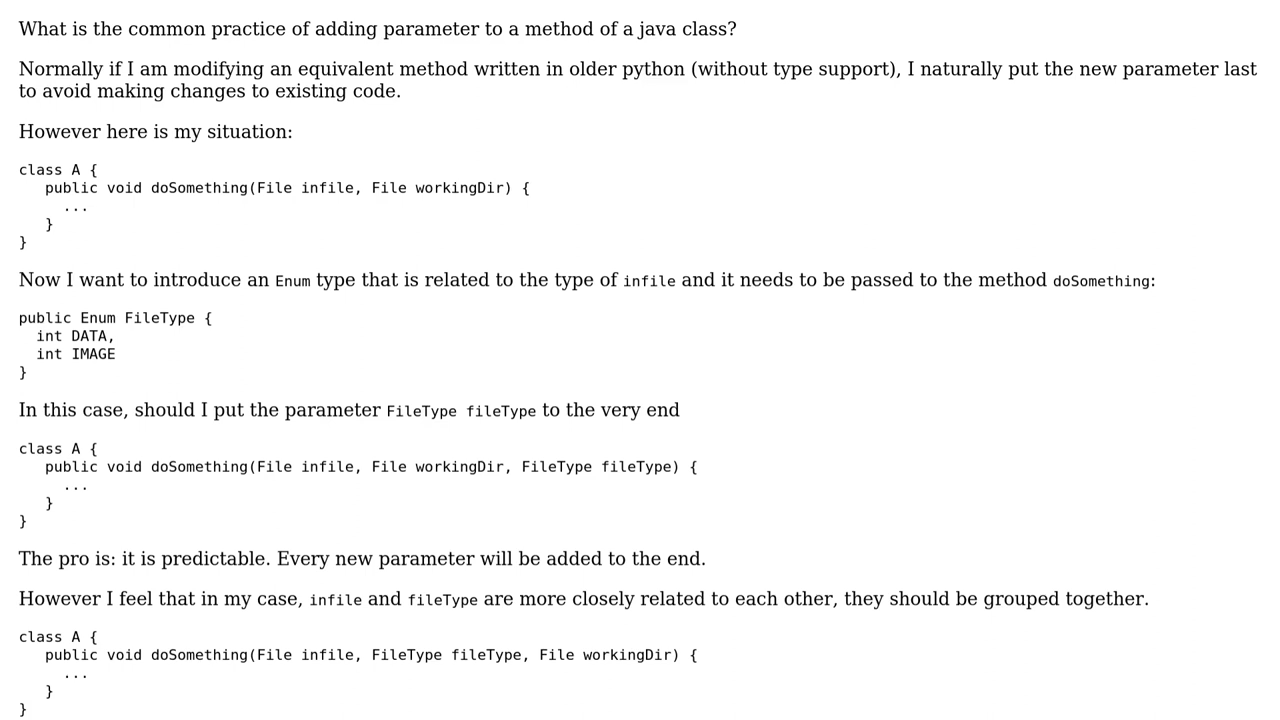 What is the common practice of adding parameter to a method of a java class?
Normally if I am modifying an equivalent method written in older python (without type support), I naturally put the new parameter last
to avoid making changes to existing code.
However here is my situation:
class A {
   public void doSomething(File infile, File workingDir) {
     ...
   }
}
Now I want to introduce an Enum type that is related to the type of infile and it needs to be passed to the method doSomething:
public Enum FileType {
  int DATA,
  int IMAGE
}
In this case, should I put the parameter FileType fileType to the very end
class A {
   public void doSomething(File infile, File workingDir, FileType fileType) {
     ...
   }
}
The pro is: it is predictable. Every new parameter will be added to the end.
However I feel that in my case, infile and fileType are more closely related to each other, they should be grouped together.
class A {
   public void doSomething(File infile, FileType fileType, File workingDir) {
     ...
   }
}